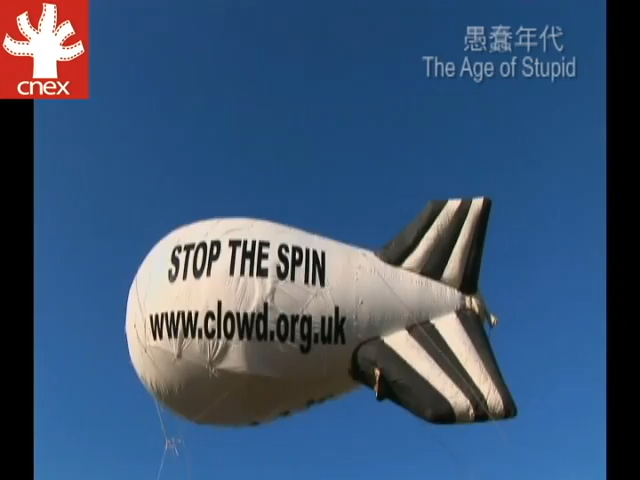 cnex
愚蠢年代
The Age of Stupid
STOP THE SPIN
www.clowd.org.uk